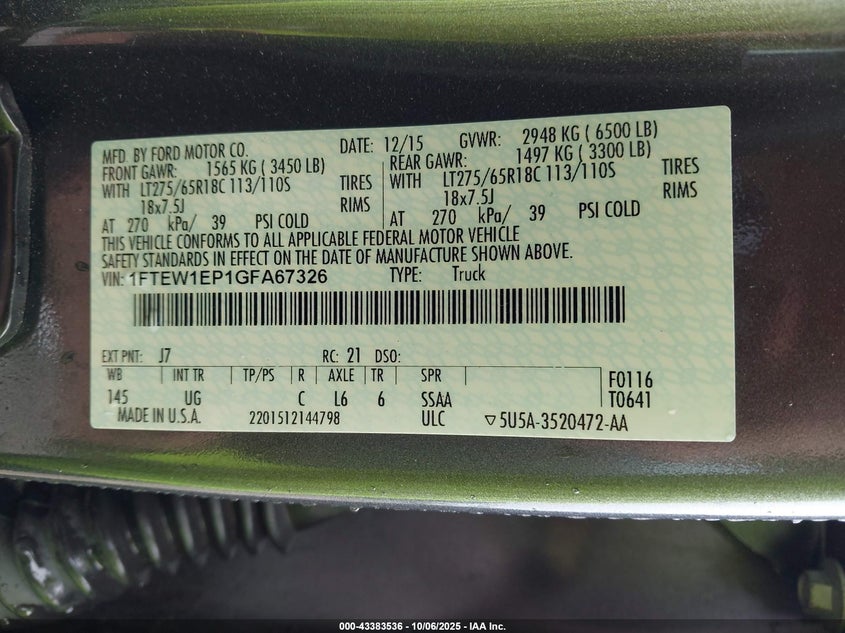 MFD. BY FORD MOTOR CO. DATE: 12/15 GVWR: 2948 KG ( 6500 LB)
FRONT GAWR: 1565 KG ( 3450 LB) REAR GAWR: 1497 KG ( 3300 LB)
WITH LT275/65R18C 113/110S TIRES WITH LT275/65R18C 113/110S TIRES
18x7.5J RIMS 18x7.5J RIMS
AT 270 kPa/ 39 PSI COLD AT 270 kPa/ 39 PSI COLD
THIS VEHICLE CONFORMS TO ALL APPLICABLE FEDERAL MOTOR VEHICLE
SAFETY STANDARDS IN EFFECT ON THE DATE OF MANUFACTURE SHOWN ABOVE.
VIN: 1FTEW1EP1GFA67326 TYPE: Truck
EXT PNT: J7 RC: 21 DSO:
WB INT TR TP/PS R AXLE TR SPR F0116
145 UG C L6 6 SSAA T0641
MADE IN U.S.A. 2201512144798 ULC ▽5U5A-3520472-AA
000-43383536 - 10/06/2025 - IAA Inc.